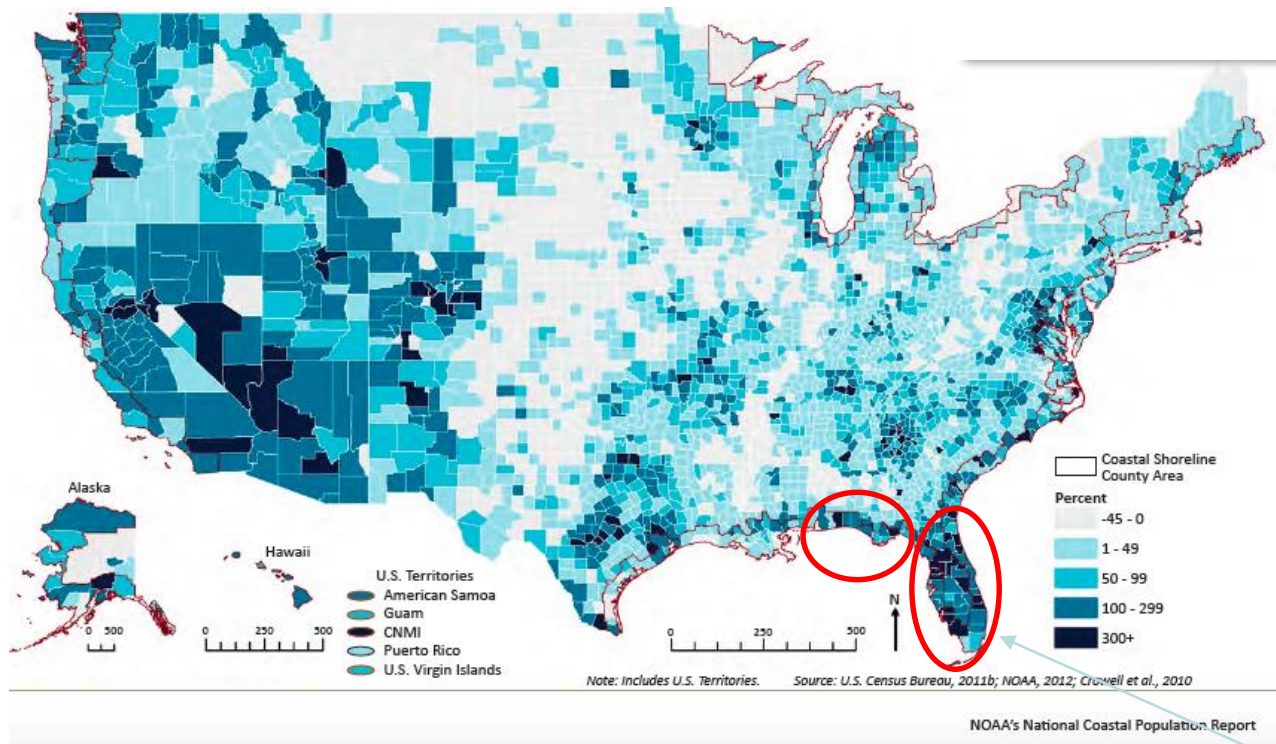 Alaska
Hawaii
0 500
0 250 500
U.S. Territories
American Samoa
Guam
CNMI
Puerto Rico
U.S. Virgin Islands
0 250 500
N
Coastal Shoreline
County Area
Percent
-45 - 0
1 - 49
50 - 99
100 - 299
300+
Note: Includes U.S. Territories. Source: U.S. Census Bureau, 2011b; NOAA, 2012; Crowell et al., 2010
NOAA's National Coastal Population Report